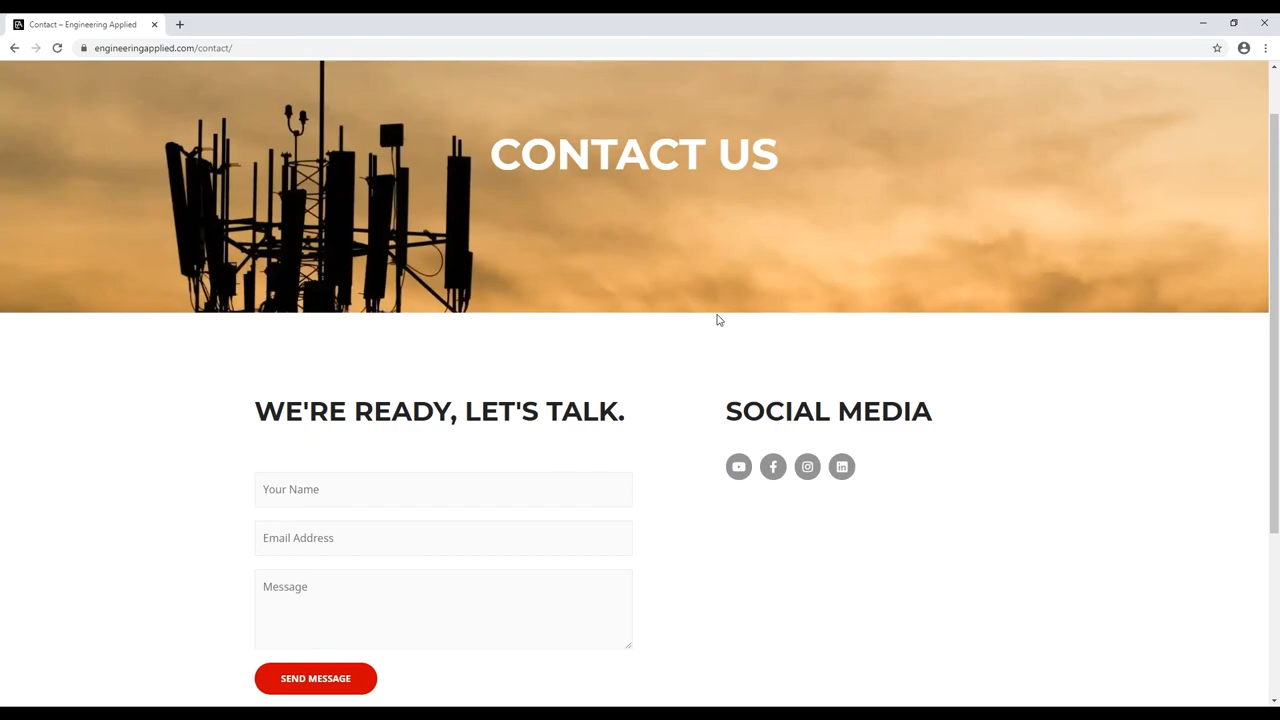 Contact – Engineering Applied
engineeringapplied.com/contact/
CONTACT US
WE'RE READY, LET'S TALK.
SOCIAL MEDIA
Your Name
Email Address
Message
SEND MESSAGE